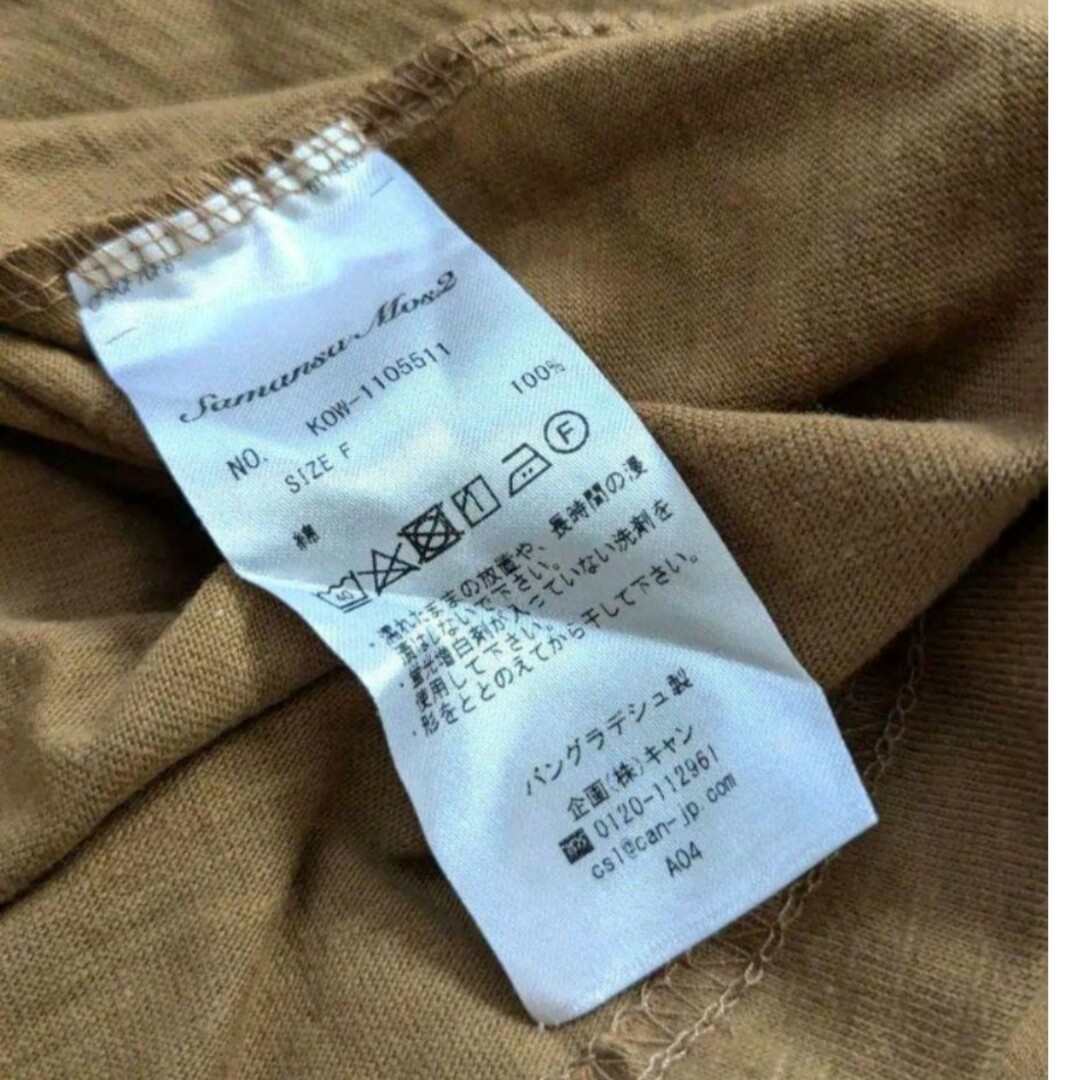 Samansa Mos2
NO. KOW-1105511
SIZE F
綿 100%
40 F
・濡れたままの放置や、長時間の浸
漬はしないで下さい。
・蛍光増白剤が入っていない洗剤を
使用して下さい。
・形をととのえてから干して下さい。
バングラデシュ製
企画(株)キャン
0120-112961
cs1@can-jp.com
A04